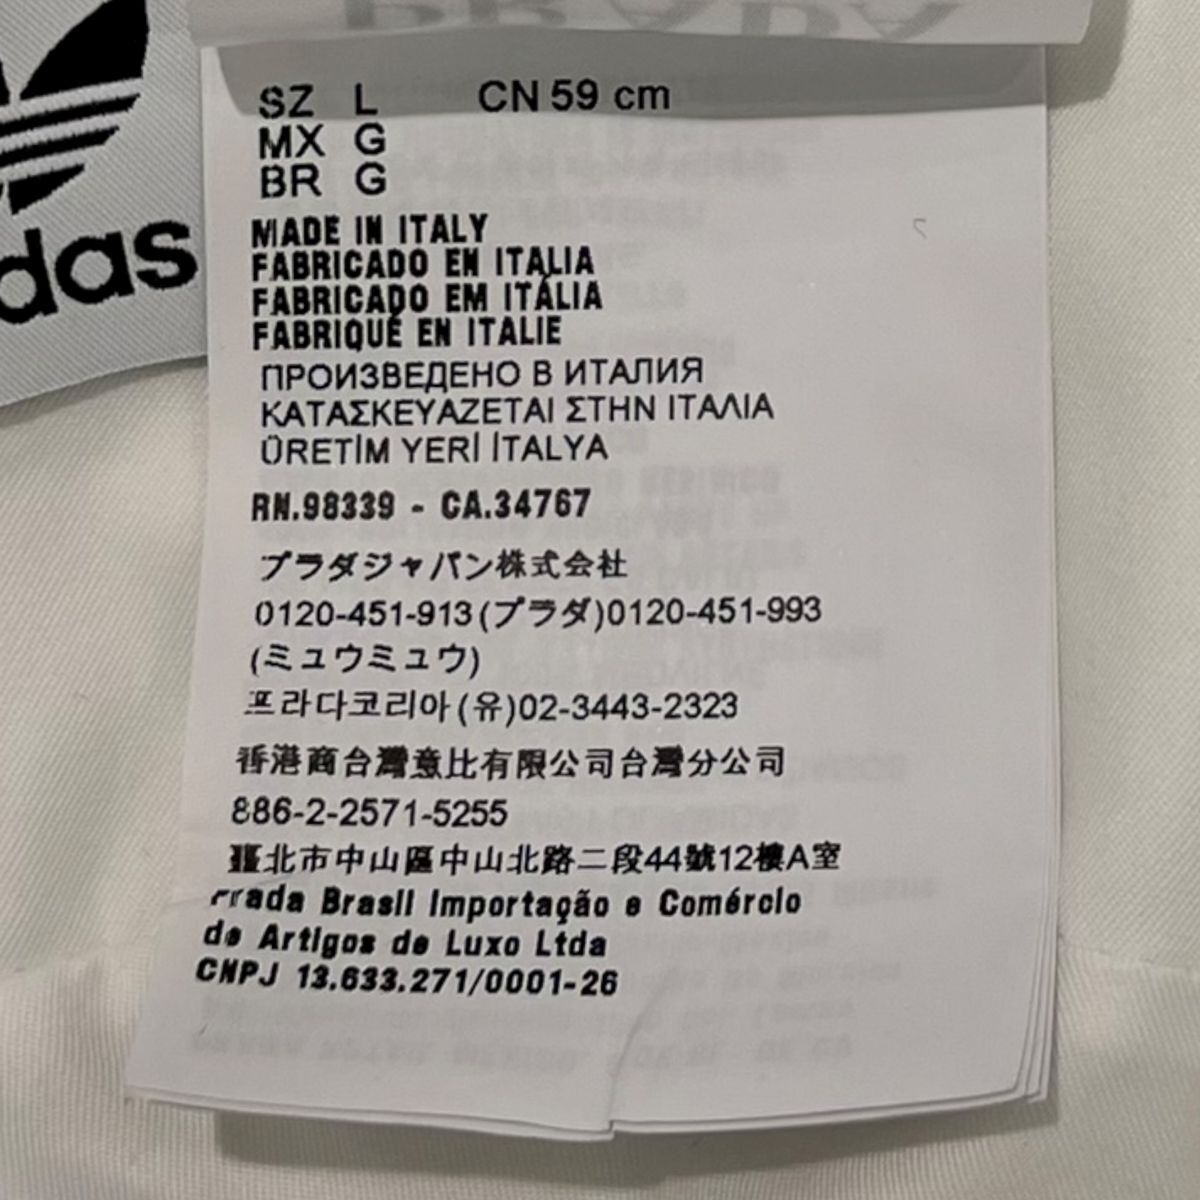 PRADA
das
SZ L CN 59 cm
MX G
BR G
MADE IN ITALY
FABRICADO EN ITALIA
FABRICADO EM ITÁLIA
FABRIQUÉ EN ITALIE
ПРОИЗВЕДЕНО В ИТАЛИЯ
ΚΑΤΑΣΚΕΥΑΖΕΤΑΙ ΣΤΗΝ ΙΤΑΛΙΑ
ÜRETİM YERİ İTALYA
RN.98339 - CA.34767
プラダジャパン株式会社
0120-451-913(プラダ)0120-451-993
(ミュウミュウ)
프라다코리아(유)02-3443-2323
香港商台灣意比有限公司台灣分公司
886-2-2571-5255
臺北市中山區中山北路二段44號12樓A室
Prada Brasil Importação e Comércio
de Artigos de Luxo Ltda
CNPJ 13.633.271/0001-26